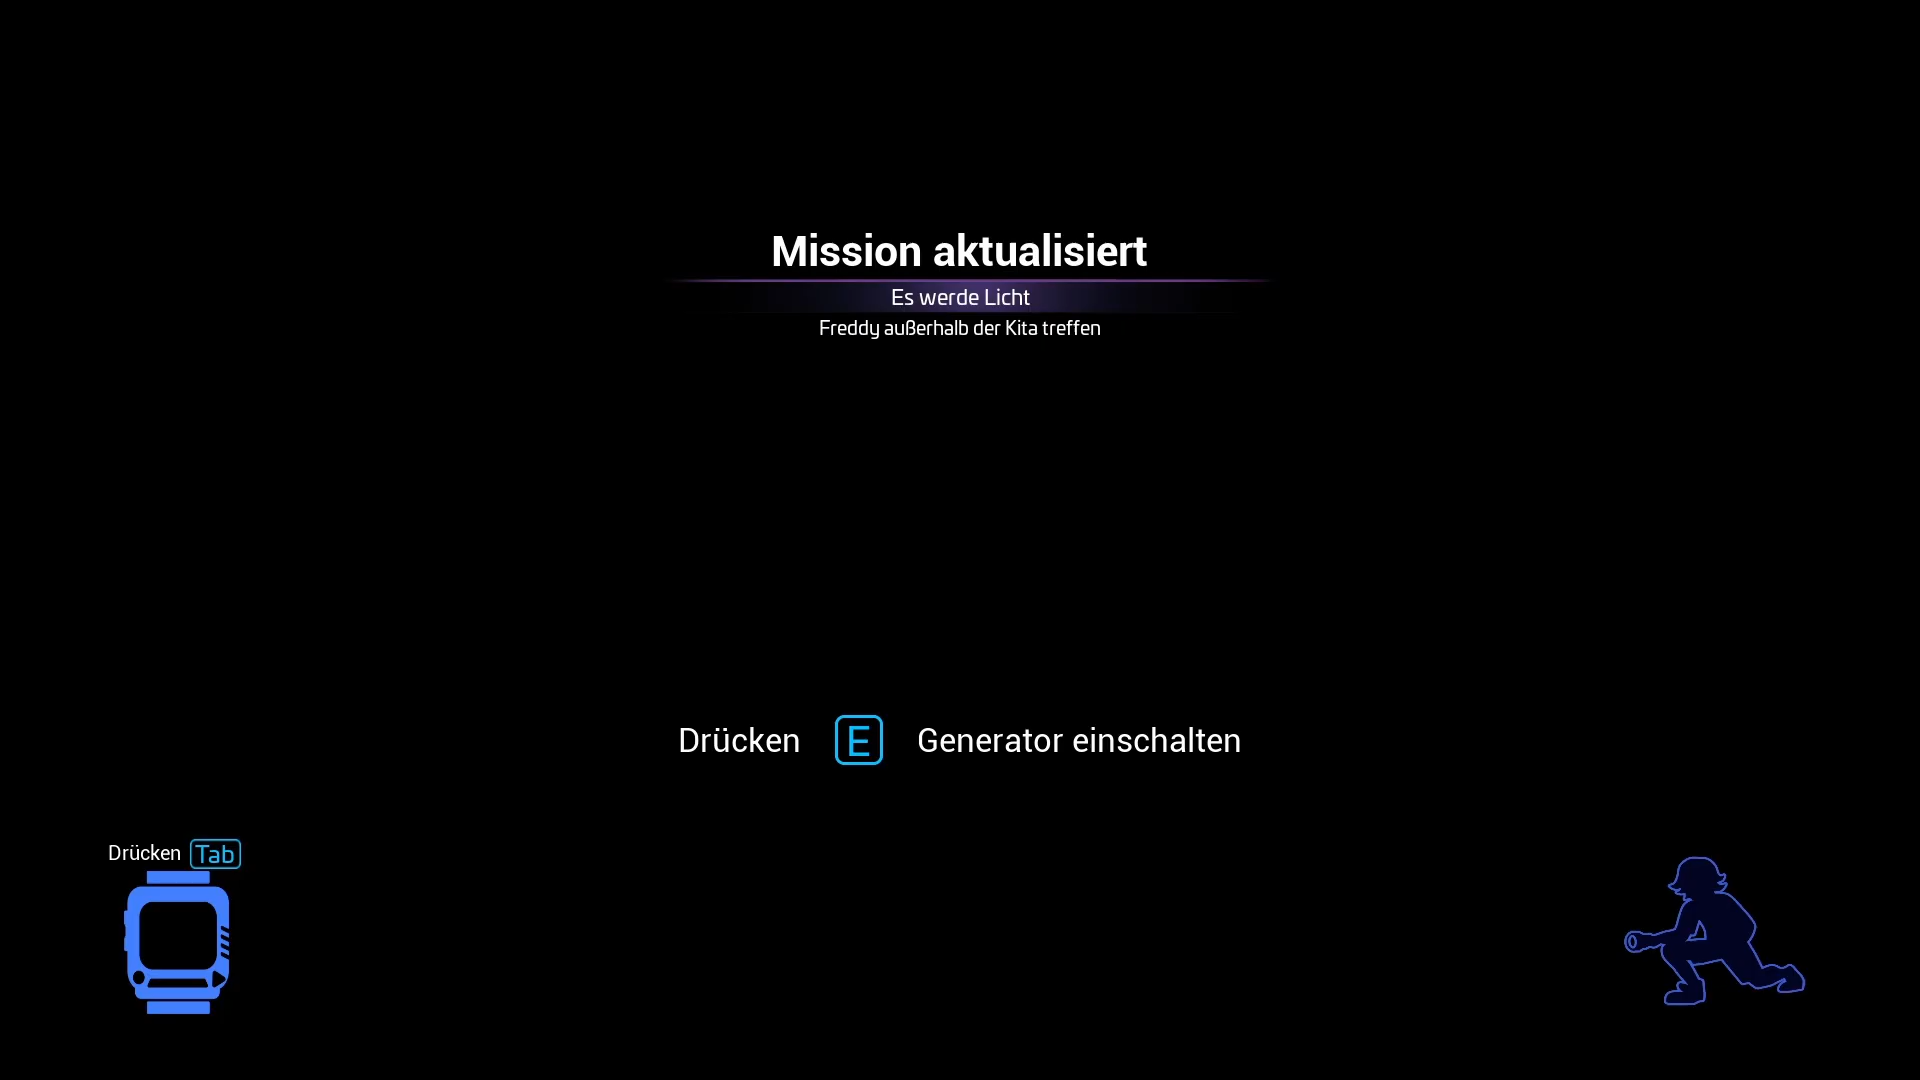 Mission aktualisiert
Es werde Licht
Freddy außerhalb der Kita treffen
Drücken E Generator einschalten
Drücken Tab